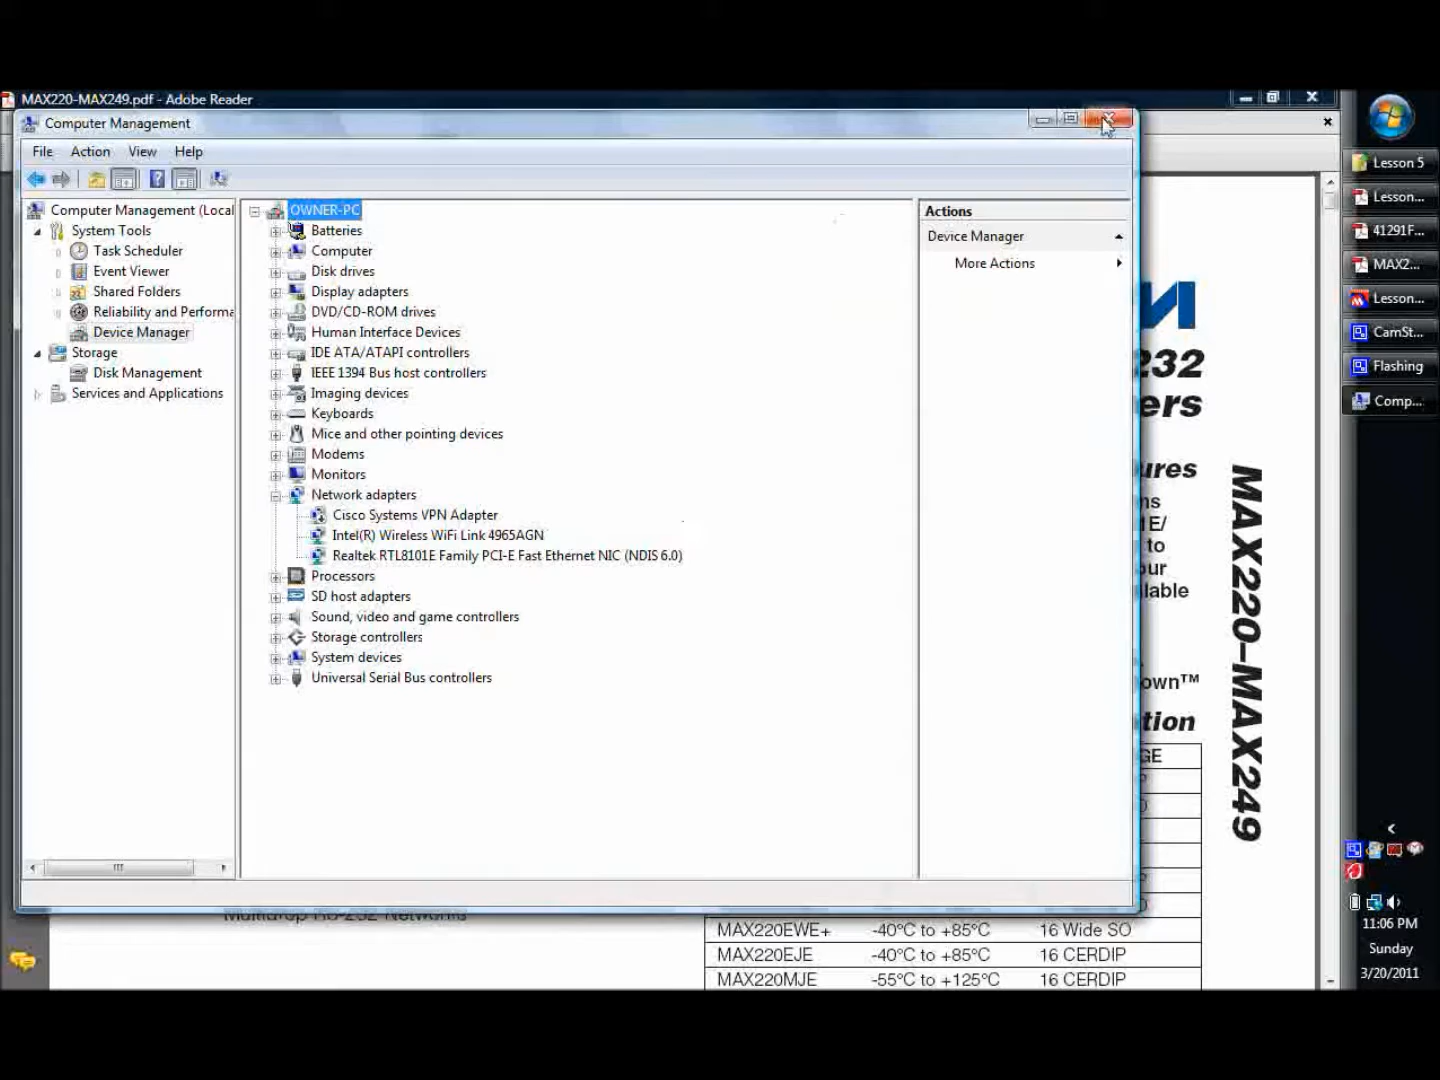 MAX220-MAX249.pdf - Adobe Reader
Computer Management
File Action View Help
Computer Management (Local
System Tools
Task Scheduler
Event Viewer
Shared Folders
Reliability and Performa
Device Manager
Storage
Disk Management
Services and Applications
OWNER-PC
Batteries
Computer
Disk drives
Display adapters
DVD/CD-ROM drives
Human Interface Devices
IDE ATA/ATAPI controllers
IEEE 1394 Bus host controllers
Imaging devices
Keyboards
Mice and other pointing devices
Modems
Monitors
Network adapters
Cisco Systems VPN Adapter
Intel(R) Wireless WiFi Link 4965AGN
Realtek RTL8101E Family PCI-E Fast Ethernet NIC (NDIS 6.0)
Processors
SD host adapters
Sound, video and game controllers
Storage controllers
System devices
Universal Serial Bus controllers
Actions
Device Manager
More Actions
232
ers
ures
ns
1E/
to
our
lable
own™
tion
GE
MAX220–MAX249
MAX220EWE+ -40°C to +85°C 16 Wide SO
MAX220EJE -40°C to +85°C 16 CERDIP
MAX220MJE -55°C to +125°C 16 CERDIP
Lesson 5
Lesson...
41291F...
MAX2...
Lesson...
CamSt...
Flashing
Comp...
11:06 PM
Sunday
3/20/2011